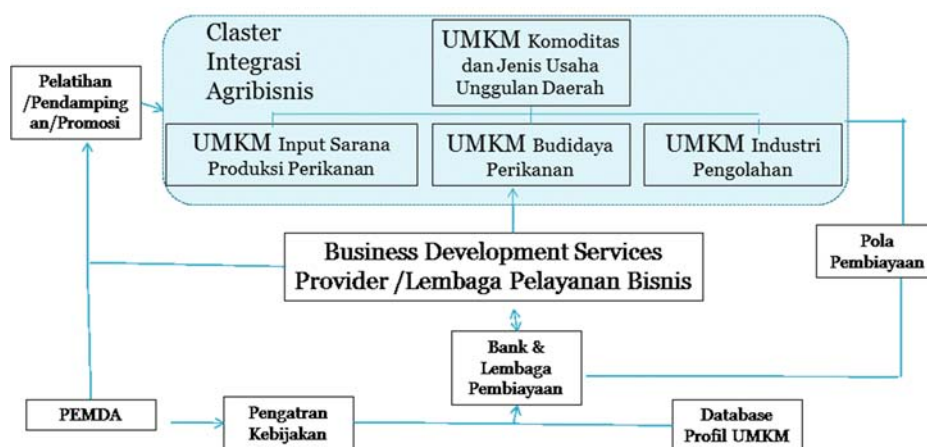 Claster
Integrasi
Agribisnis
UMKM Komoditas
dan Jenis Usaha
Unggulan Daerah
Pelatihan
/Pendamping
an/Promosi
UMKM Input Sarana
Produksi Perikanan
UMKM Budidaya
Perikanan
UMKM Industri
Pengolahan
Business Development Services
Provider /Lembaga Pelayanan Bisnis
Pola
Pembiayaan
Bank &
Lembaga
Pembiayaan
PEMDA
Pengatran
Kebijakan
Database
Profil UMKM